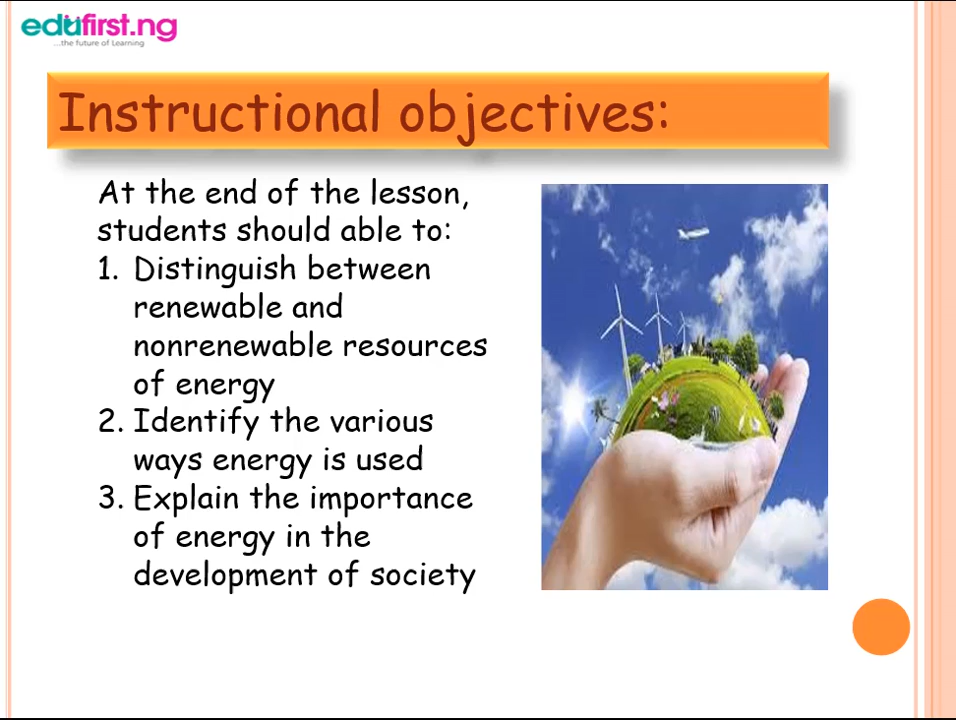 edufirst.ng
...the future of Learning
Instructional objectives:
At the end of the lesson,
students should able to:
1. Distinguish between
renewable and
nonrenewable resources
of energy
2. Identify the various
ways energy is used
3. Explain the importance
of energy in the
development of society